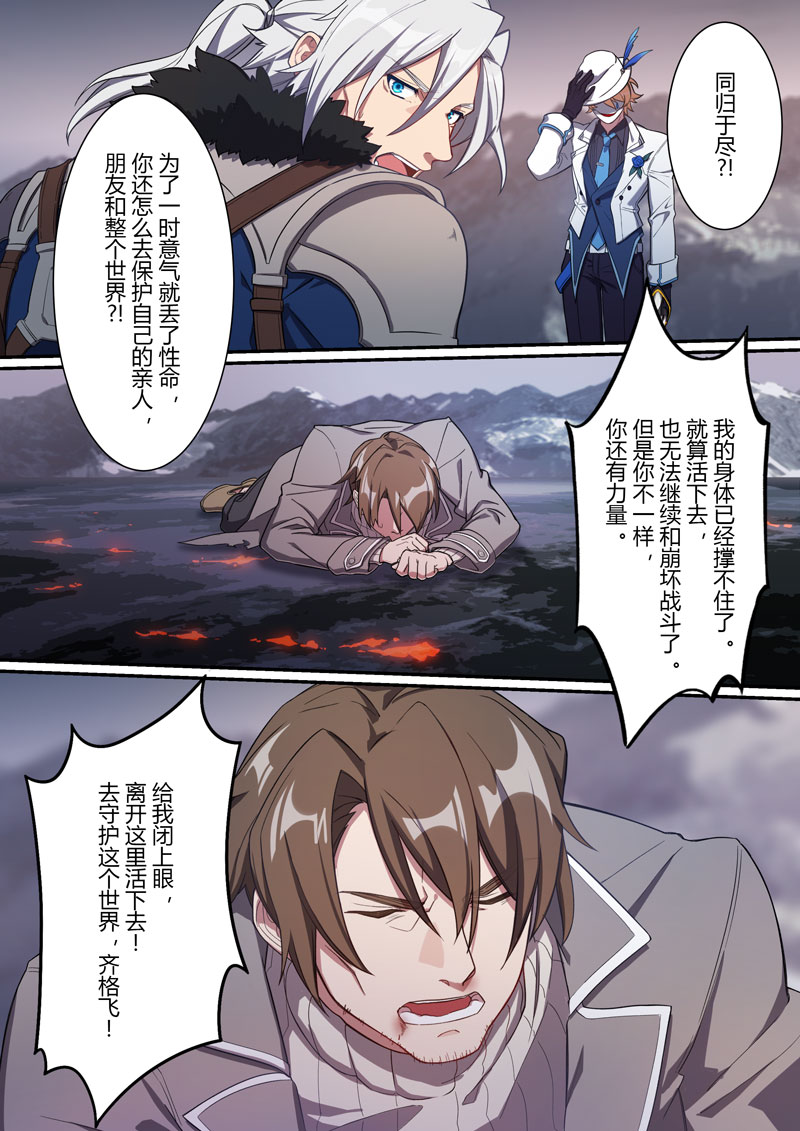 同归于尽?!
为了一时意气就丢了性命，
你还怎么去保护自己的亲人，
朋友和整个世界?!
我的身体已经撑不住了。
就算活下去，
也无法继续和崩坏战斗了。
但是你不一样，
你还有力量。
给我闭上眼，
离开这里活下去！
去守护这个世界，齐格飞！